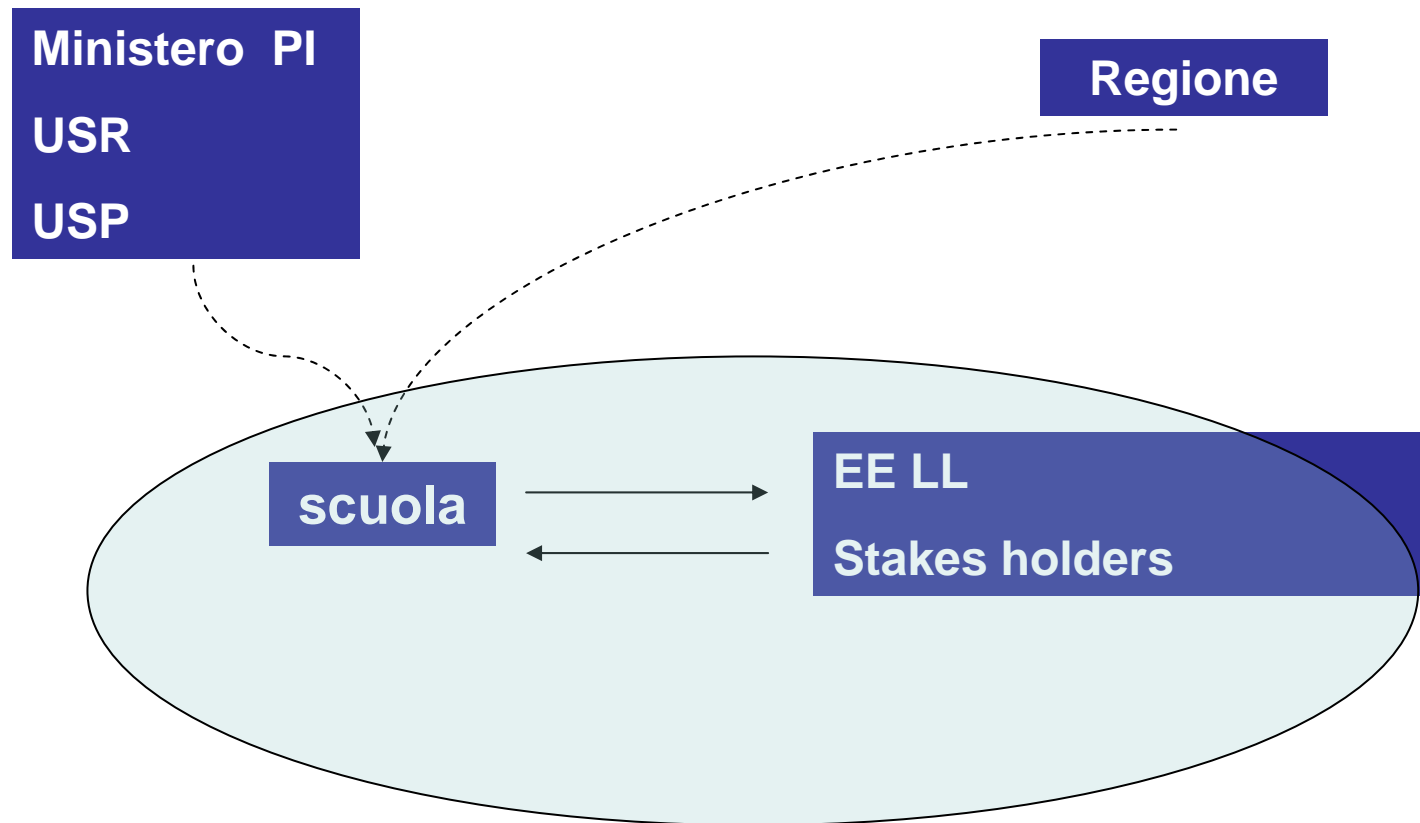 Ministero PI
USR
USP
Regione
scuola
EE LL
Stakes holders